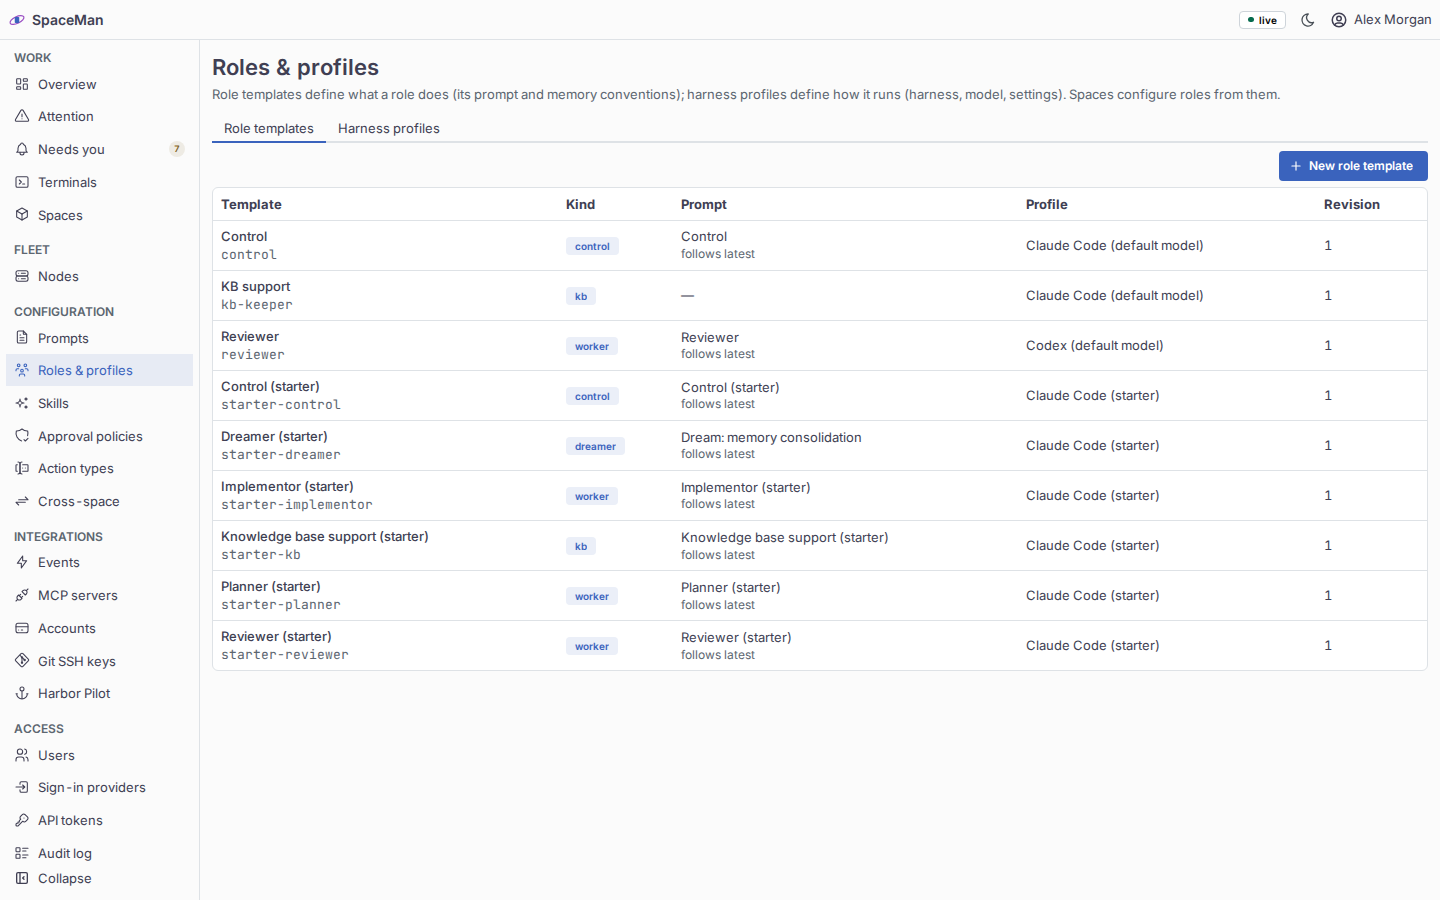 SpaceMan
live
Alex Morgan
WORK
Overview
Attention
Needs you
7
Terminals
Spaces
FLEET
Nodes
CONFIGURATION
Prompts
Roles & profiles
Skills
Approval policies
Action types
Cross-space
INTEGRATIONS
Events
MCP servers
Accounts
Git SSH keys
Harbor Pilot
ACCESS
Users
Sign-in providers
API tokens
Audit log
Collapse
Roles & profiles
Role templates define what a role does (its prompt and memory conventions); harness profiles define how it runs (harness, model, settings). Spaces configure roles from them.
Role templates Harness profiles
+ New role template
Template Kind Prompt Profile Revision
Control
control
control
Control
follows latest
Claude Code (default model)
1
KB support
kb-keeper
kb
—
Claude Code (default model)
1
Reviewer
reviewer
worker
Reviewer
follows latest
Codex (default model)
1
Control (starter)
starter-control
control
Control (starter)
follows latest
Claude Code (starter)
1
Dreamer (starter)
starter-dreamer
dreamer
Dream: memory consolidation
follows latest
Claude Code (starter)
1
Implementor (starter)
starter-implementor
worker
Implementor (starter)
follows latest
Claude Code (starter)
1
Knowledge base support (starter)
starter-kb
kb
Knowledge base support (starter)
follows latest
Claude Code (starter)
1
Planner (starter)
starter-planner
worker
Planner (starter)
follows latest
Claude Code (starter)
1
Reviewer (starter)
starter-reviewer
worker
Reviewer (starter)
follows latest
Claude Code (starter)
1